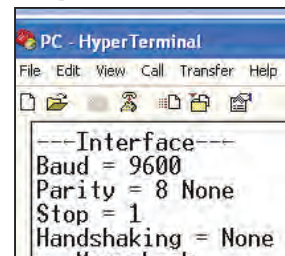 PC - HyperTerminal
File Edit View Call Transfer Help
---Interface---
Baud = 9600
Parity = 8 None
Stop = 1
Handshaking = None